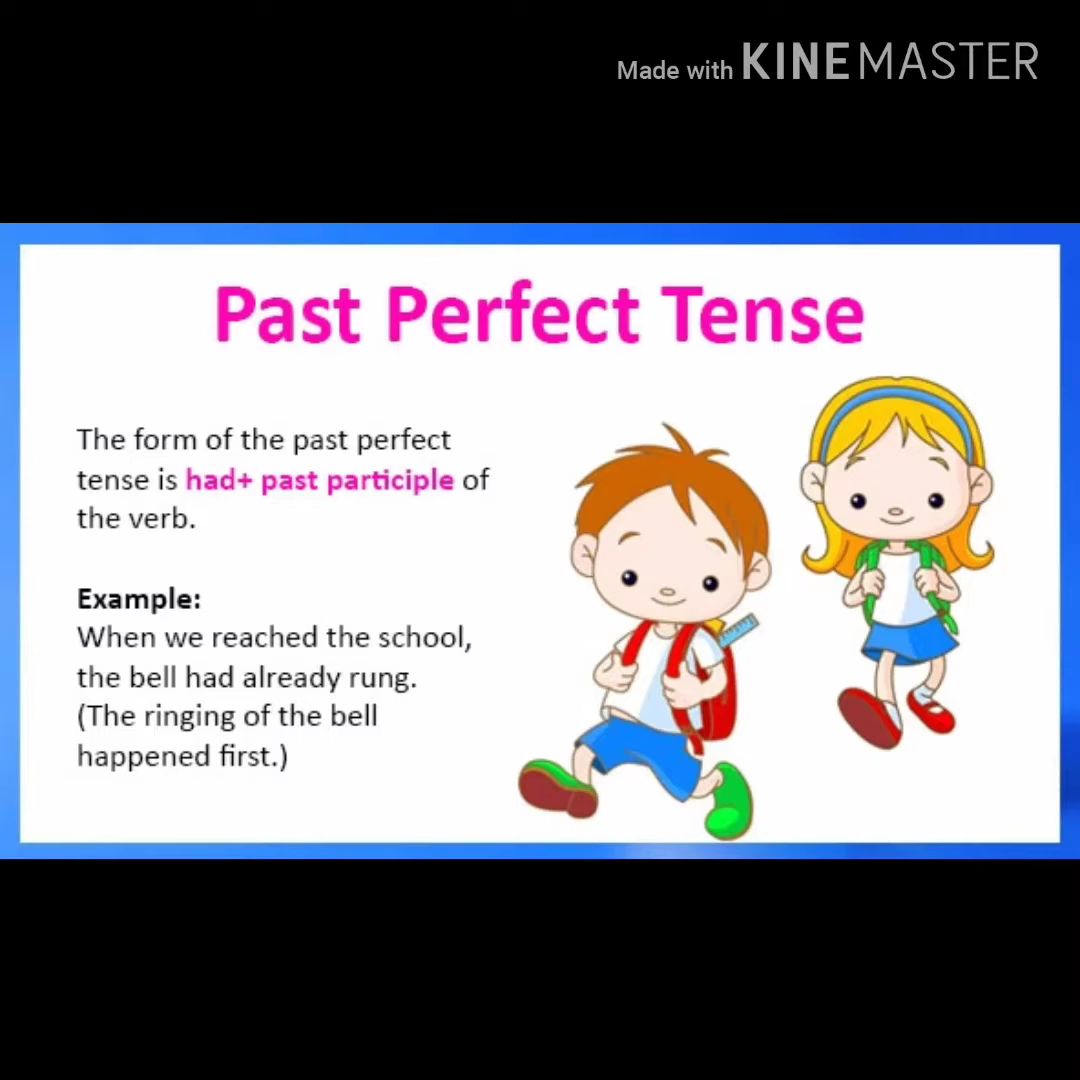 Made with KINEMASTER
Past Perfect Tense
The form of the past perfect
tense is had+ past participle of
the verb.
Example:
When we reached the school,
the bell had already rung.
(The ringing of the bell
happened first.)